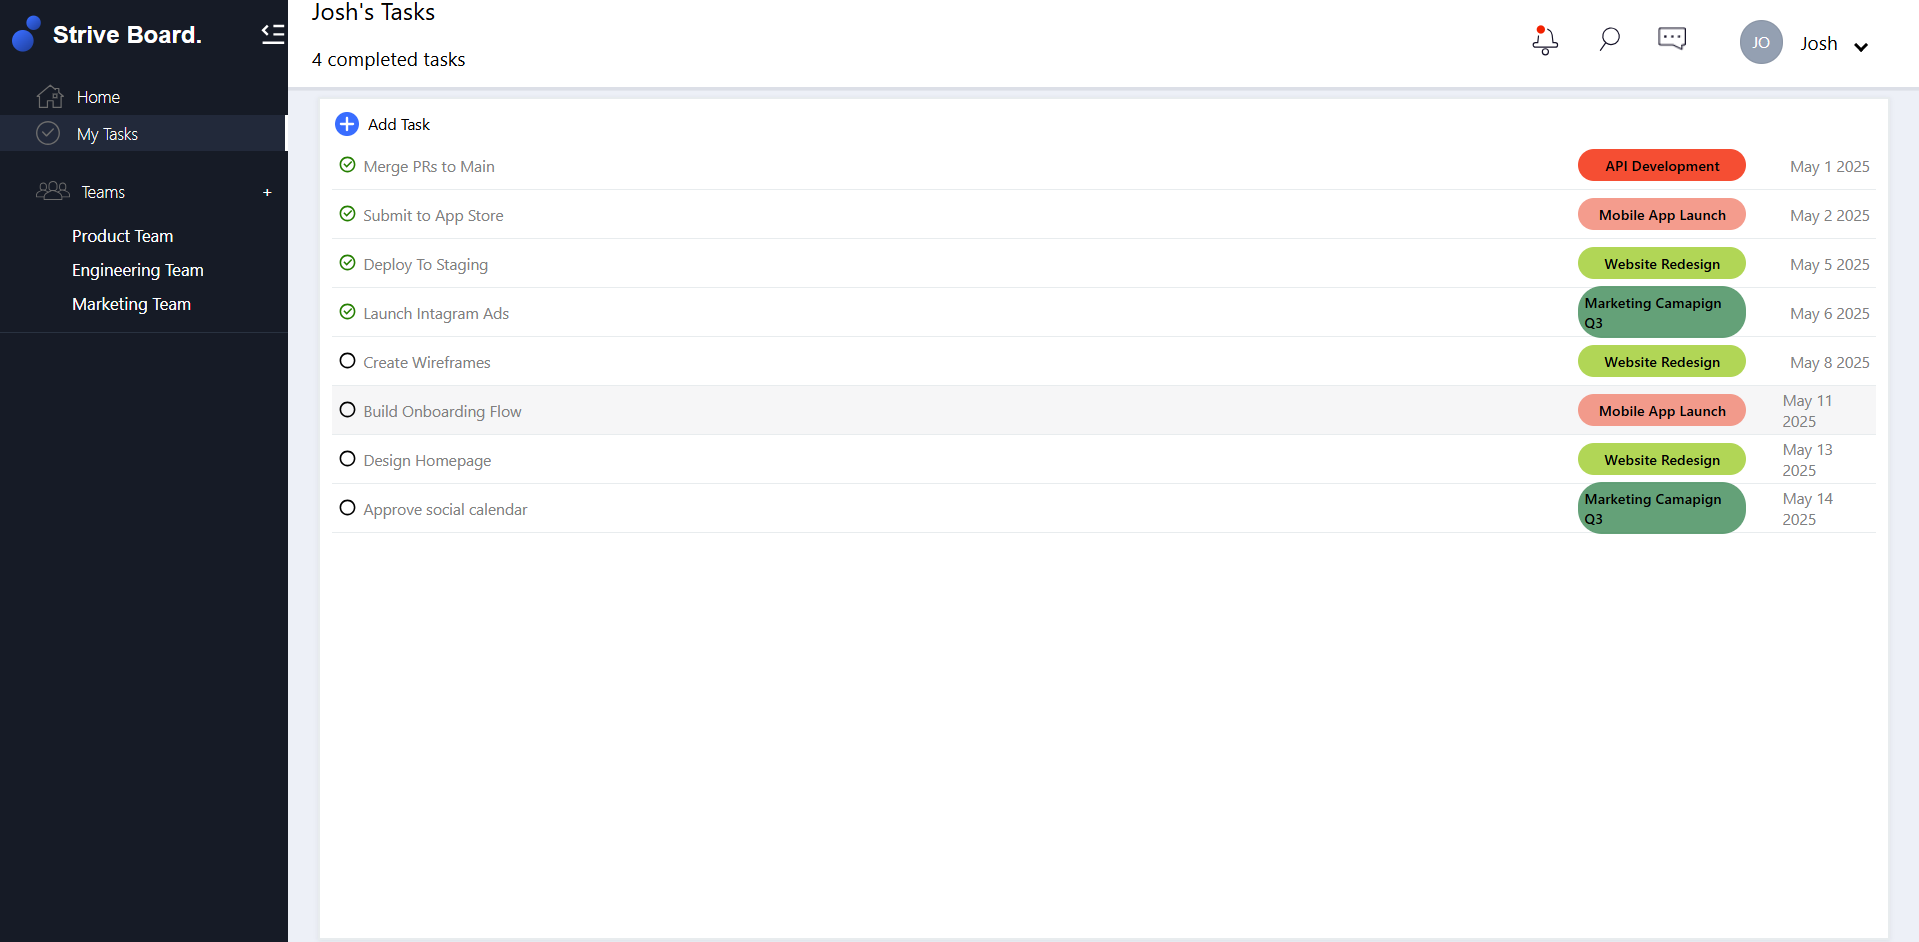 Strive Board.
Home
My Tasks
Teams +
Product Team
Engineering Team
Marketing Team
Josh's Tasks
4 completed tasks
JO Josh
Add Task
Merge PRs to Main API Development May 1 2025
Submit to App Store Mobile App Launch May 2 2025
Deploy To Staging Website Redesign May 5 2025
Launch Intagram Ads Marketing Camapign
Q3 May 6 2025
Create Wireframes Website Redesign May 8 2025
Build Onboarding Flow Mobile App Launch May 11
2025
Design Homepage Website Redesign May 13
2025
Approve social calendar Marketing Camapign May 14
Q3 2025